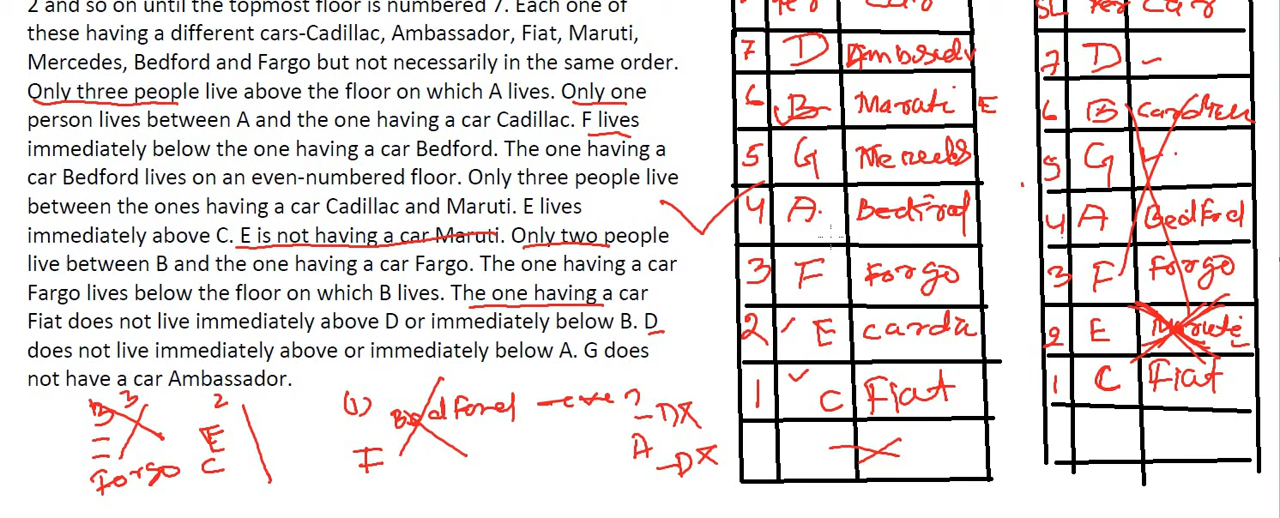 2 and so on until the topmost floor is numbered 7. Each one of
these having a different cars-Cadillac, Ambassador, Fiat, Maruti,
Mercedes, Bedford and Fargo but not necessarily in the same order.
Only three people live above the floor on which A lives. Only one
person lives between A and the one having a car Cadillac. F lives
immediately below the one having a car Bedford. The one having a
car Bedford lives on an even-numbered floor. Only three people live
between the ones having a car Cadillac and Maruti. E lives
immediately above C. E is not having a car Maruti. Only two people
live between B and the one having a car Fargo. The one having a car
Fargo lives below the floor on which B lives. The one having a car
Fiat does not live immediately above D or immediately below B. D
does not live immediately above or immediately below A. G does
not have a car Ambassador.
B 3 2
E
Forgo C
(1)
-DX
A
-DX
7 D
6 B Marati E
5 G
4 A.
3 F Forgo
2 E carda
1 C Fiat
7 D -
6 B
5 G
4 A Bedford
3 F Forgo
2 E
1 C Fiat